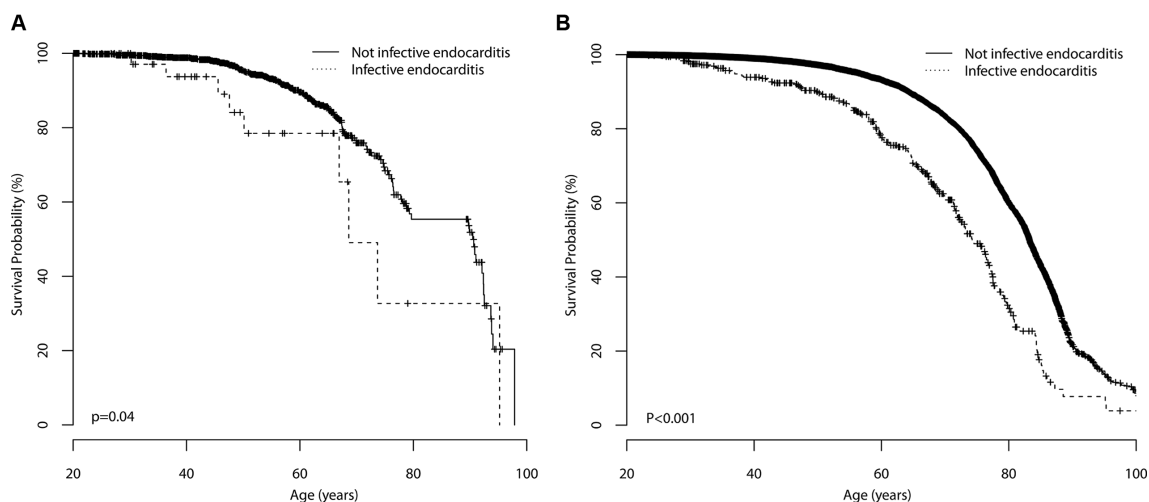 A
Not infective endocarditis
Infective endocarditis
Survival Probability (%)
100
80
60
40
20
0
p=0.04
20 40 60 80 100
Age (years)
B
Not infective endocarditis
Infective endocarditis
Survival Probability (%)
100
80
60
40
20
0
P<0.001
20 40 60 80 100
Age (years)